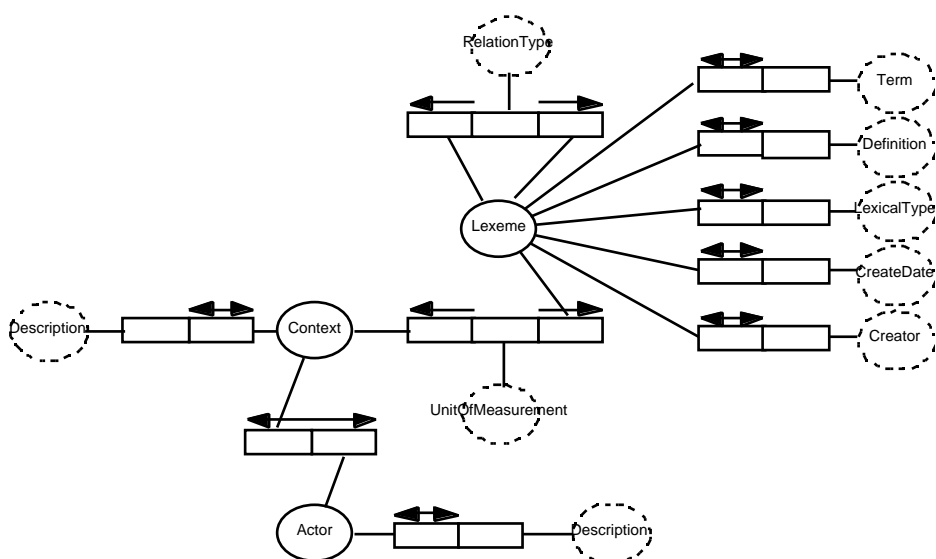 RelationType
Term
Definition
LexicalType
CreateDate
Creator
Lexeme
Description
Context
UnitOfMeasurement
Actor
Description